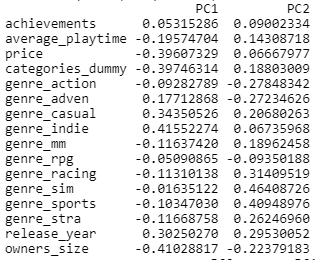 PC1 PC2
achievements 0.05315286 0.09002334
average_playtime -0.19574704 0.14308718
price -0.39607329 0.06667977
categories_dummy -0.39746314 0.18803009
genre_action -0.09282789 -0.27848342
genre_adven 0.17712868 -0.27234626
genre_casual 0.34350526 0.20680263
genre_indie 0.41552274 0.06735968
genre_mm -0.11637420 0.18962458
genre_rpg -0.05090865 -0.09350188
genre_racing -0.11310138 0.31409519
genre_sim -0.01635122 0.46408726
genre_sports -0.10347030 0.40948976
genre_stra -0.11668758 0.26246960
release_year 0.30250270 0.29530052
owners_size -0.41028817 -0.22379183